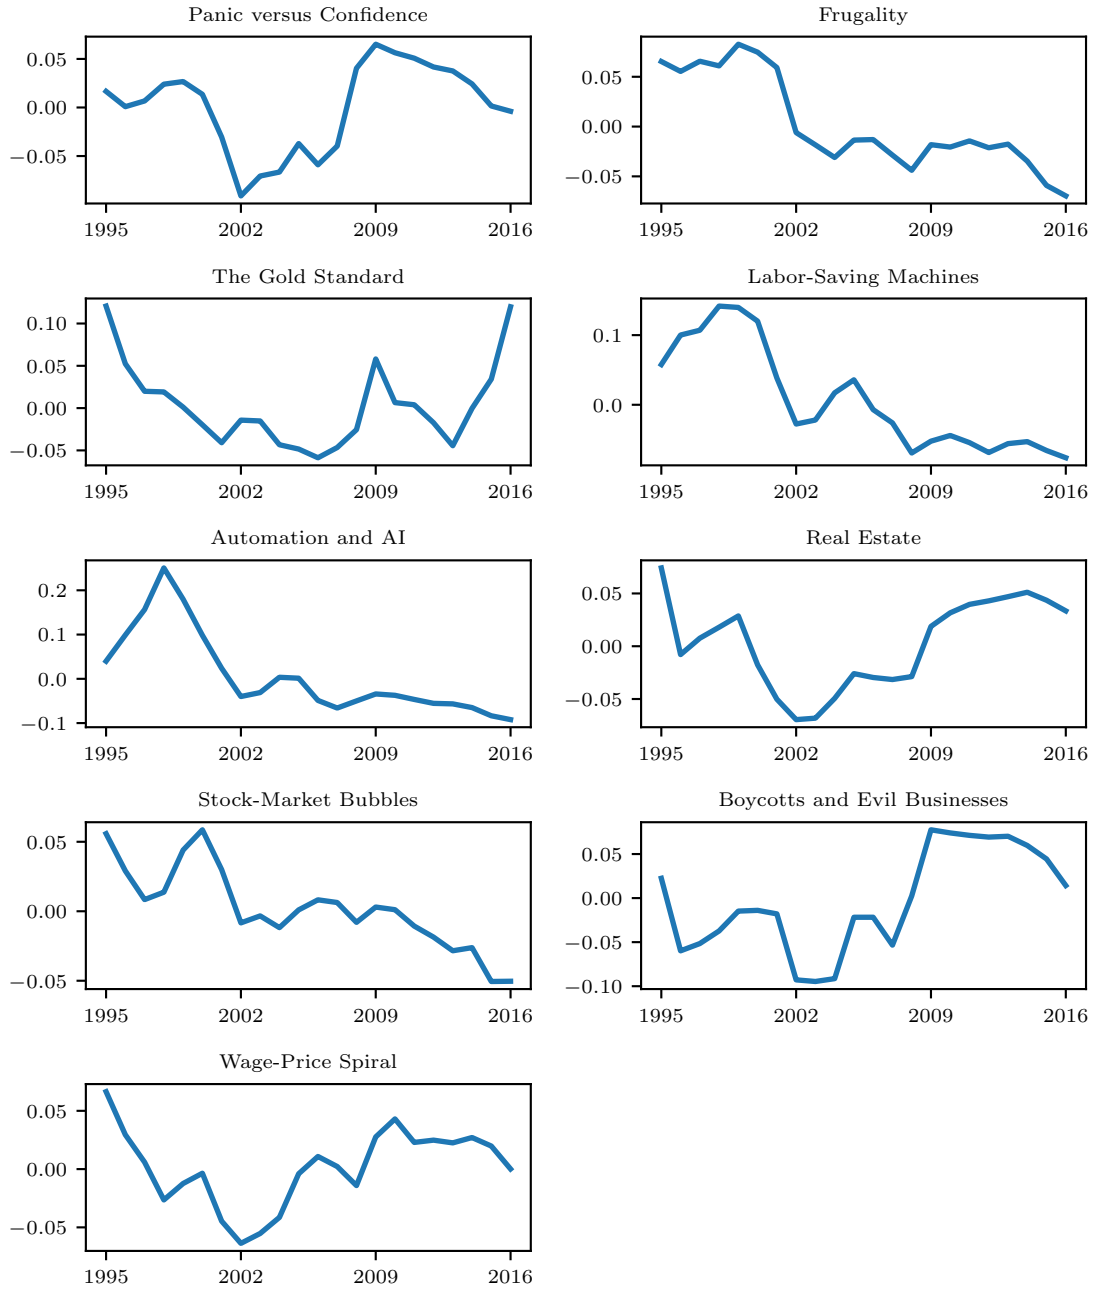 Panic versus Confidence
0.05
0.00
−0.05
1995 2002 2009 2016
Frugality
0.05
0.00
−0.05
1995 2002 2009 2016
The Gold Standard
0.10
0.05
0.00
−0.05
1995 2002 2009 2016
Labor-Saving Machines
0.1
0.0
1995 2002 2009 2016
Automation and AI
0.2
0.1
0.0
−0.1
1995 2002 2009 2016
Real Estate
0.05
0.00
−0.05
1995 2002 2009 2016
Stock-Market Bubbles
0.05
0.00
−0.05
1995 2002 2009 2016
Boycotts and Evil Businesses
0.05
0.00
−0.05
−0.10
1995 2002 2009 2016
Wage-Price Spiral
0.05
0.00
−0.05
1995 2002 2009 2016